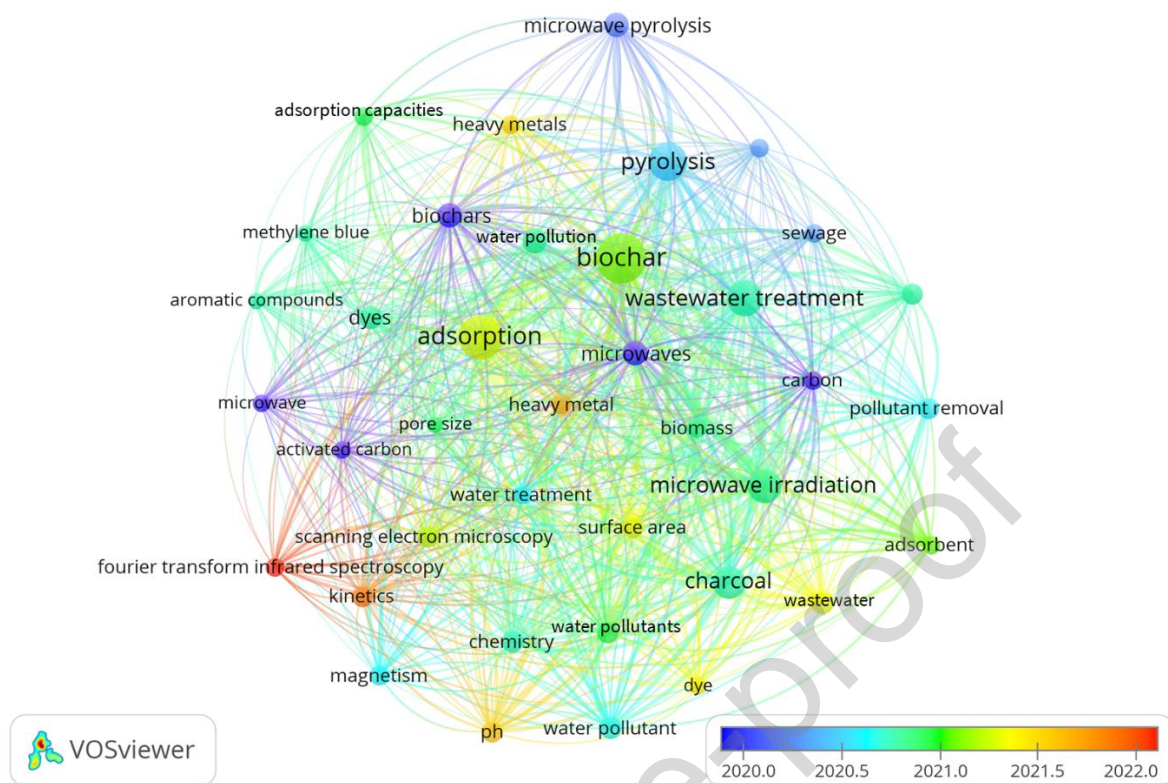 microwave pyrolysis
adsorption capacities
heavy metals
pyrolysis
biochars
methylene blue
water pollution
sewage
biochar
aromatic compounds
wastewater treatment
dyes
adsorption
microwaves
carbon
microwave
heavy metal
pollutant removal
pore size
biomass
activated carbon
microwave irradiation
water treatment
surface area
scanning electron microscopy
adsorbent
fourier transform infrared spectroscopy
charcoal
kinetics
wastewater
water pollutants
chemistry
magnetism
dye
ph
water pollutant
VOSviewer
2020.0 2020.5 2021.0 2021.5 2022.0
-proof